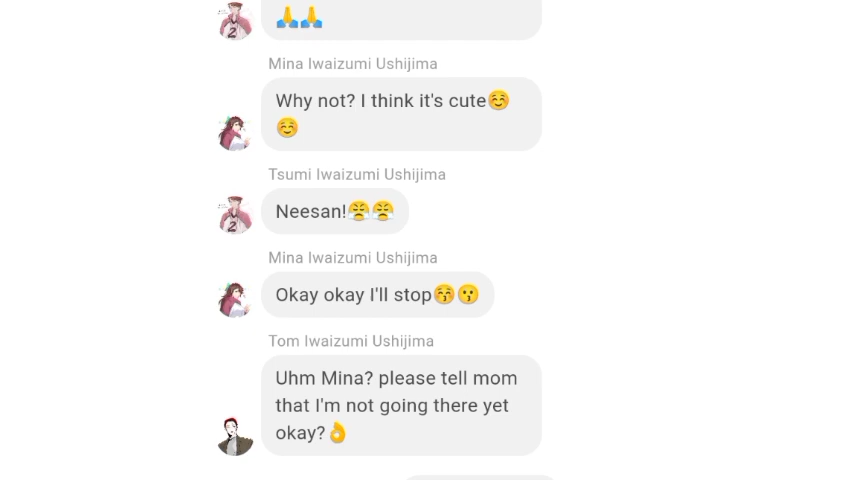 🙏🙏
Mina Iwaizumi Ushijima
Why not? I think it's cute☺️
☺️
Tsumi Iwaizumi Ushijima
Neesan!😤😤
Mina Iwaizumi Ushijima
Okay okay I'll stop😚😗
Tom Iwaizumi Ushijima
Uhm Mina? please tell mom
that I'm not going there yet
okay?👌